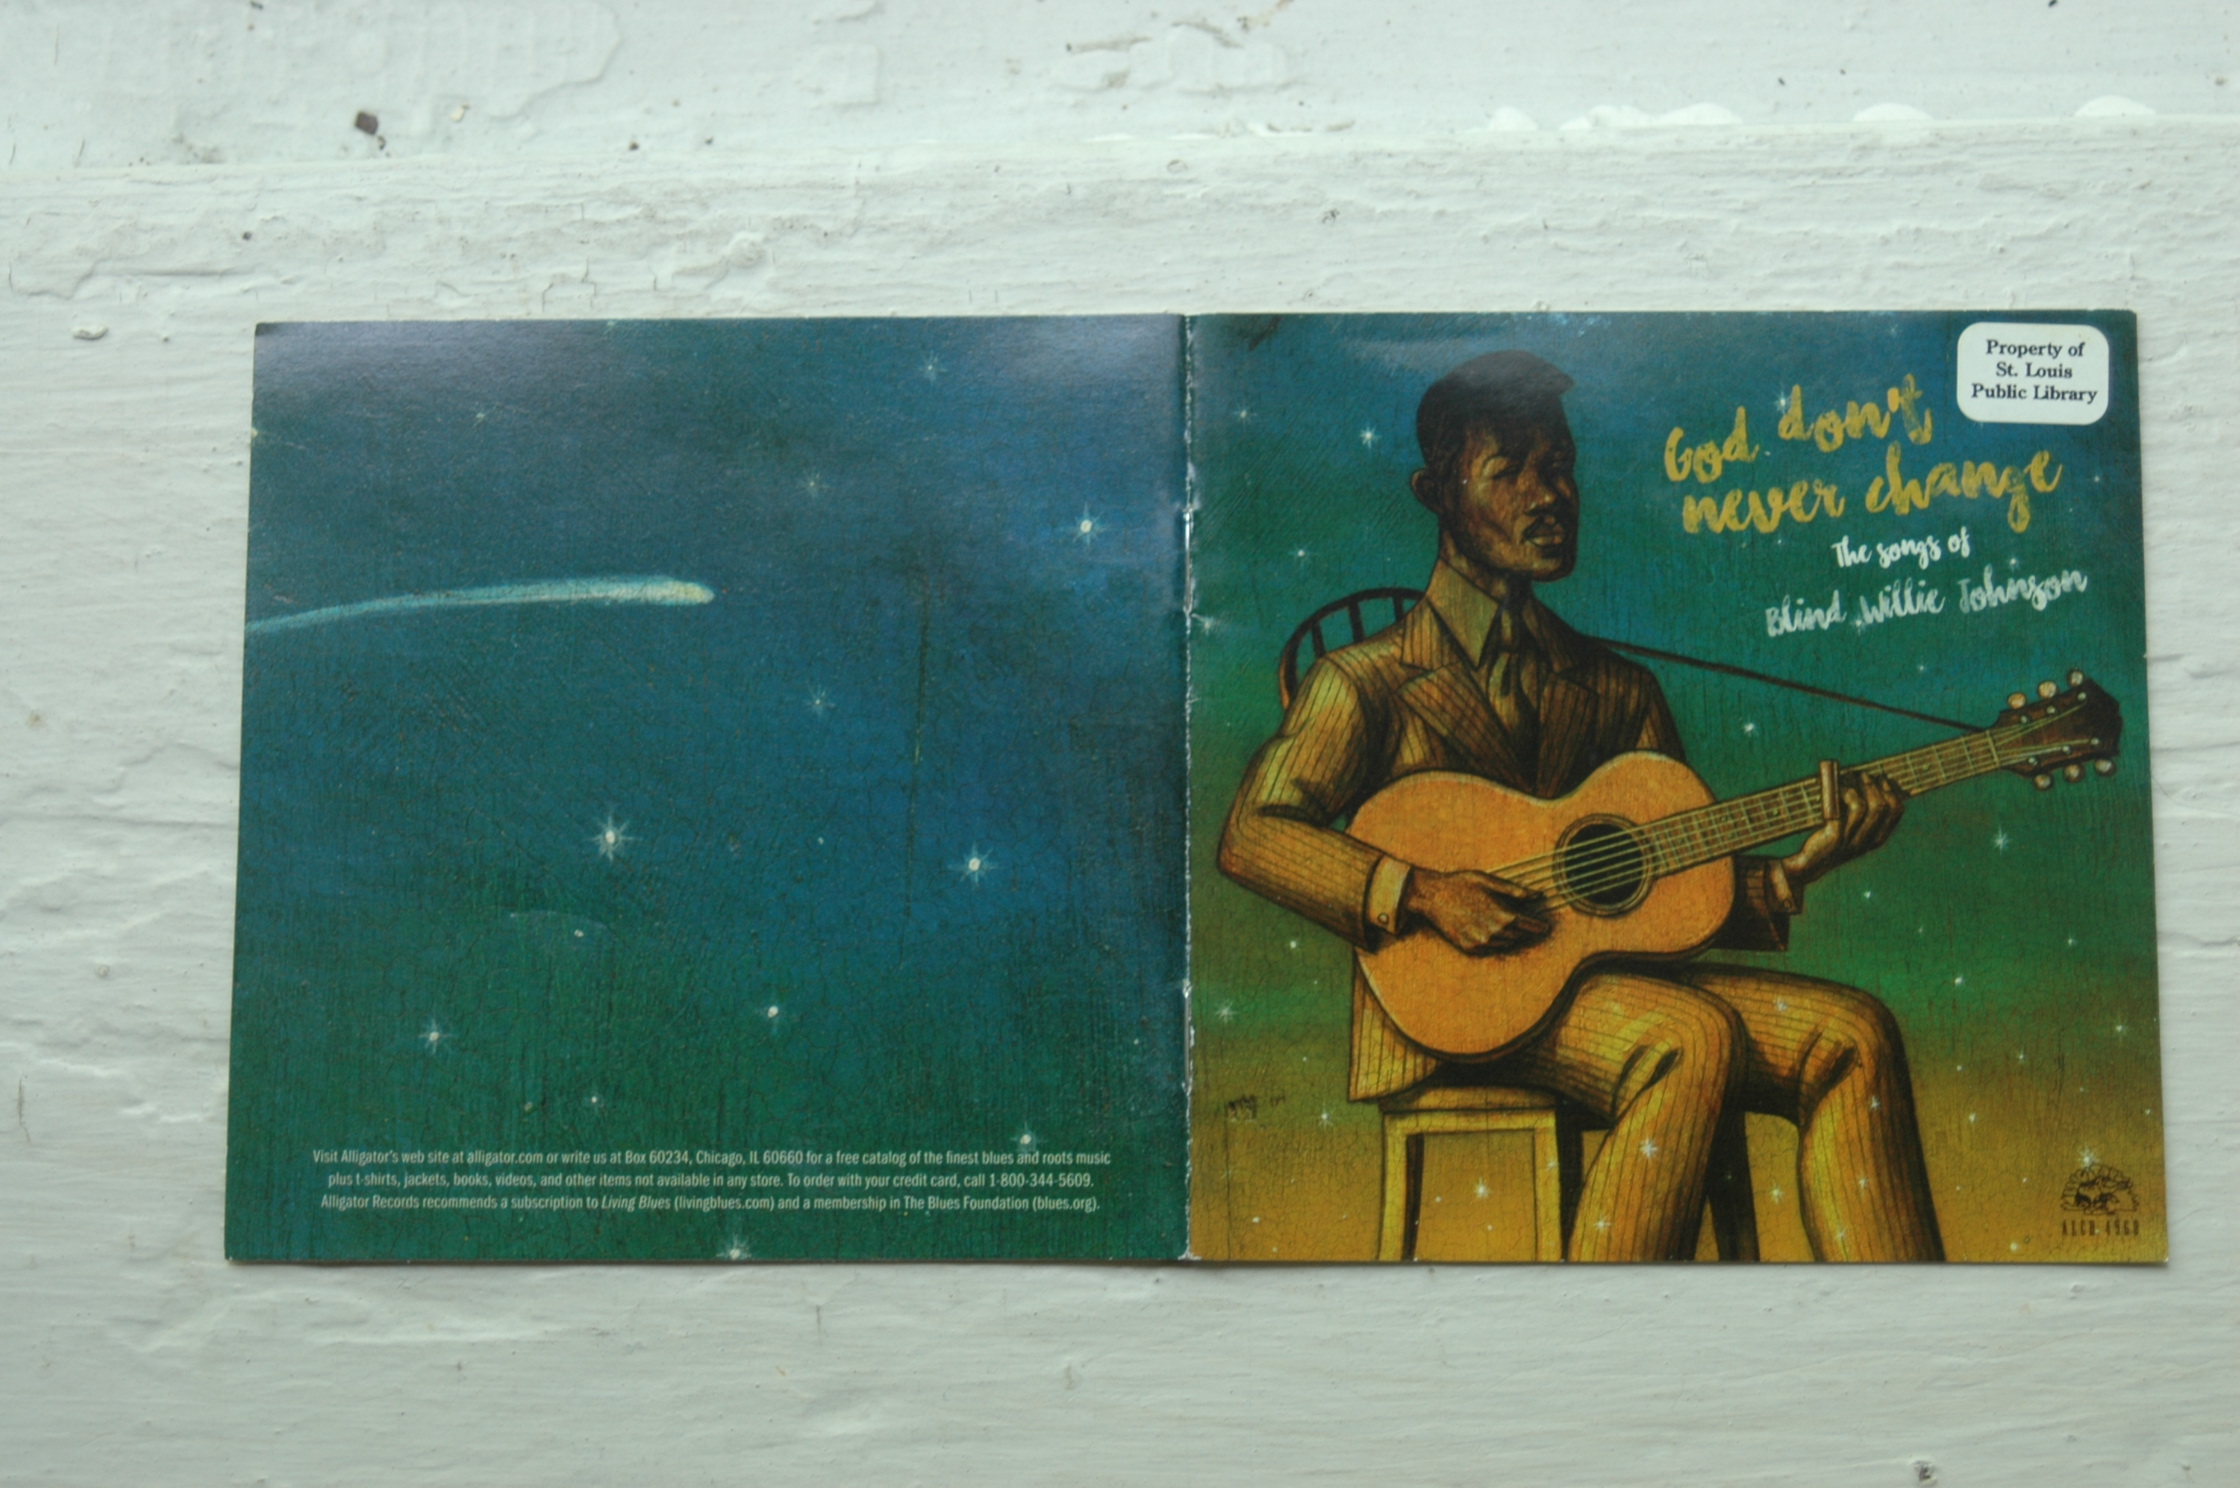 Visit Alligator's web site at alligator.com or write us at Box 60234, Chicago, IL 60660 for a free catalog of the finest blues and roots music
plus t-shirts, jackets, books, videos, and other items not available in any store. To order with your credit card, call 1-800-344-5609.
Alligator Records recommends a subscription to Living Blues (livingblues.com) and a membership in The Blues Foundation (blues.org).
Property of
St. Louis
Public Library
God don't
never change
The songs of
Blind Willie Johnson
ALCD 4968